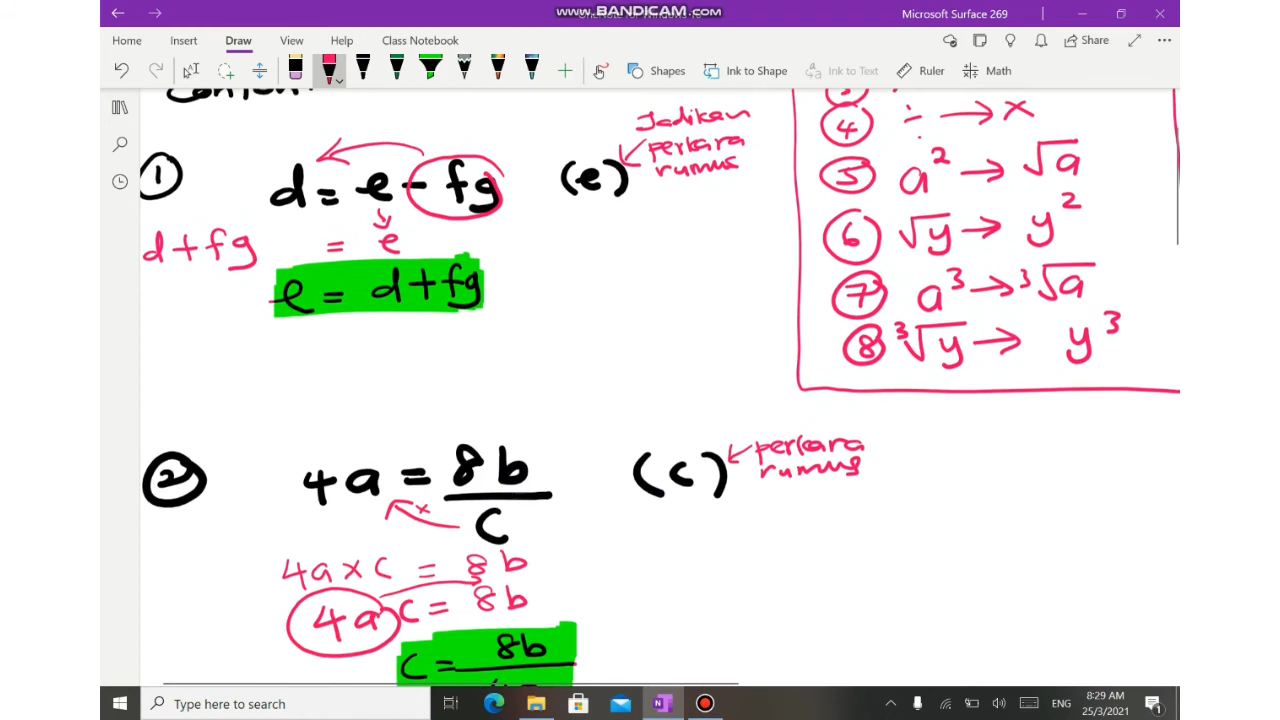 WWW.BANDICAM.COM
Microsoft Surface 269
Home Insert Draw View Help Class Notebook
Share
Shapes Ink to Shape Ink to Text Ruler Math
Jadikan
perkara
rumus
1 d = e - fg (e)
d + fg = e
e = d + fg
4 ÷ → ×
5 a² → √a
6 √y → y²
7 a³ → ³√a
8 ³√y → y³
2 4a = 8b/c (c)
perkara
rumus
×
4a × c = 8b
4a c = 8b
c = 8b
Type here to search
ENG
8:29 AM
25/3/2021
1